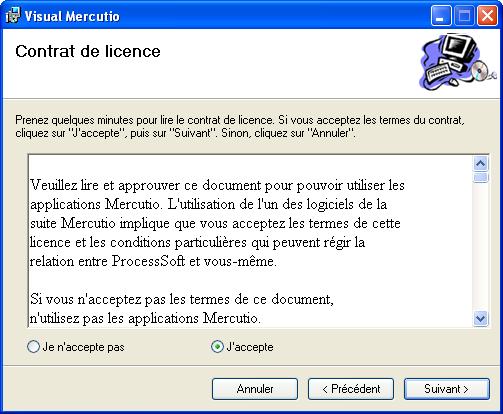 Visual Mercutio
Contrat de licence
Prenez quelques minutes pour lire le contrat de licence. Si vous acceptez les termes du contrat,
cliquez sur "J'accepte", puis sur "Suivant". Sinon, cliquez sur "Annuler".
Veuillez lire et approuver ce document pour pouvoir utiliser les
applications Mercutio. L'utilisation de l'un des logiciels de la
suite Mercutio implique que vous acceptez les termes de cette
licence et les conditions particulières qui peuvent régir la
relation entre ProcessSoft et vous-même.
Si vous n'acceptez pas les termes de ce document,
n'utilisez pas les applications Mercutio.
Je n'accepte pas J'accepte
Annuler < Précédent Suivant >